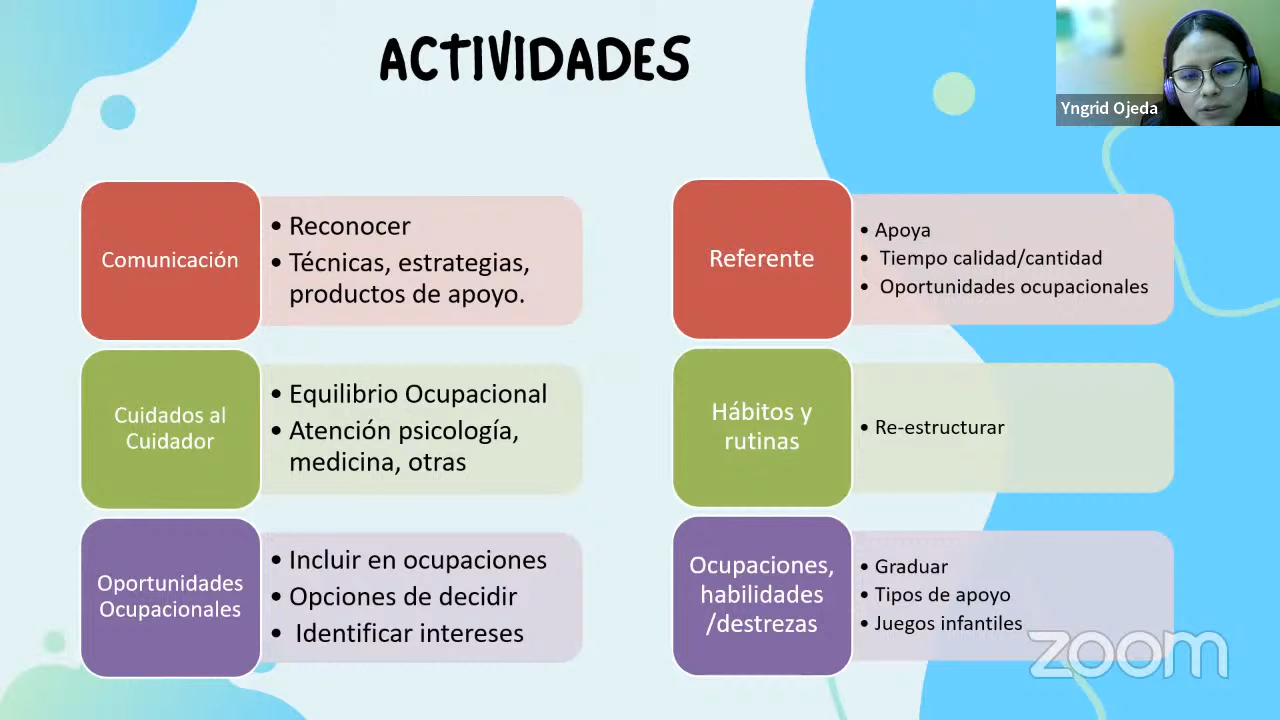 ACTIVIDADES
Yngrid Ojeda
Comunicación
• Reconocer
• Técnicas, estrategias,
productos de apoyo.
Cuidados al
Cuidador
• Equilibrio Ocupacional
• Atención psicología,
medicina, otras
Oportunidades
Ocupacionales
• Incluir en ocupaciones
• Opciones de decidir
• Identificar intereses
Referente
• Apoya
• Tiempo calidad/cantidad
• Oportunidades ocupacionales
Hábitos y
rutinas
• Re-estructurar
Ocupaciones,
habilidades
/destrezas
• Graduar
• Tipos de apoyo
• Juegos infantiles
zoom